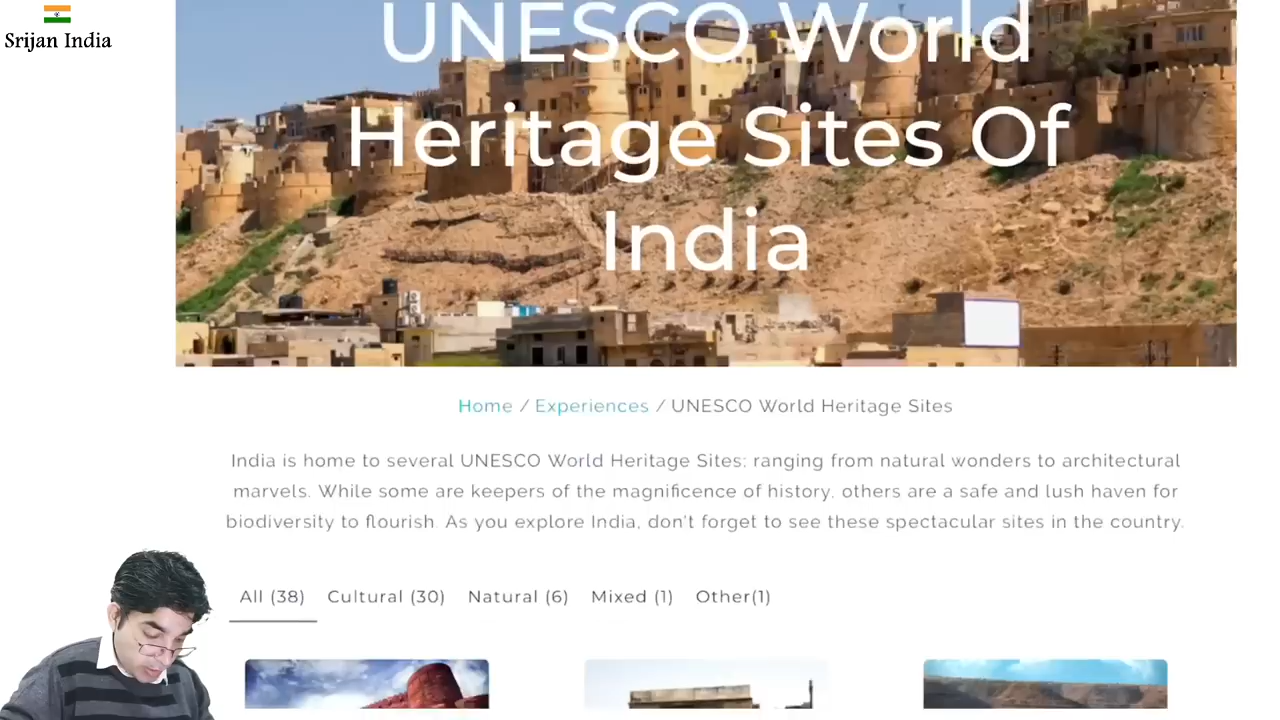 Srijan India
UNESCO World
Heritage Sites Of
India
Home / Experiences / UNESCO World Heritage Sites
India is home to several UNESCO World Heritage Sites; ranging from natural wonders to architectural
marvels. While some are keepers of the magnificence of history, others are a safe and lush haven for
biodiversity to flourish. As you explore India, don't forget to see these spectacular sites in the country.
All (38) Cultural (30) Natural (6) Mixed (1) Other(1)